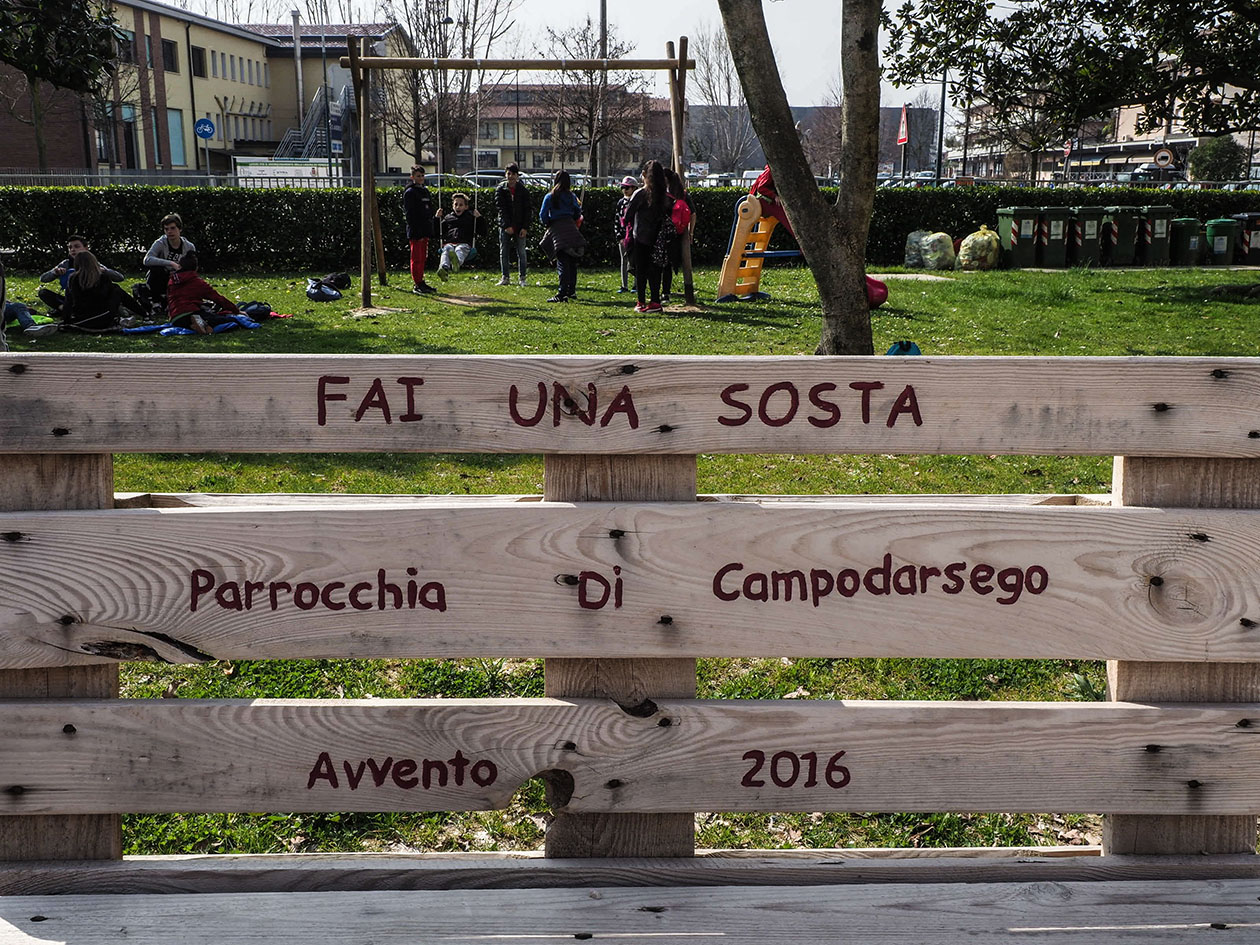 FAI UNA SOSTA
Parrocchia Di Campodarsego
Avvento 2016